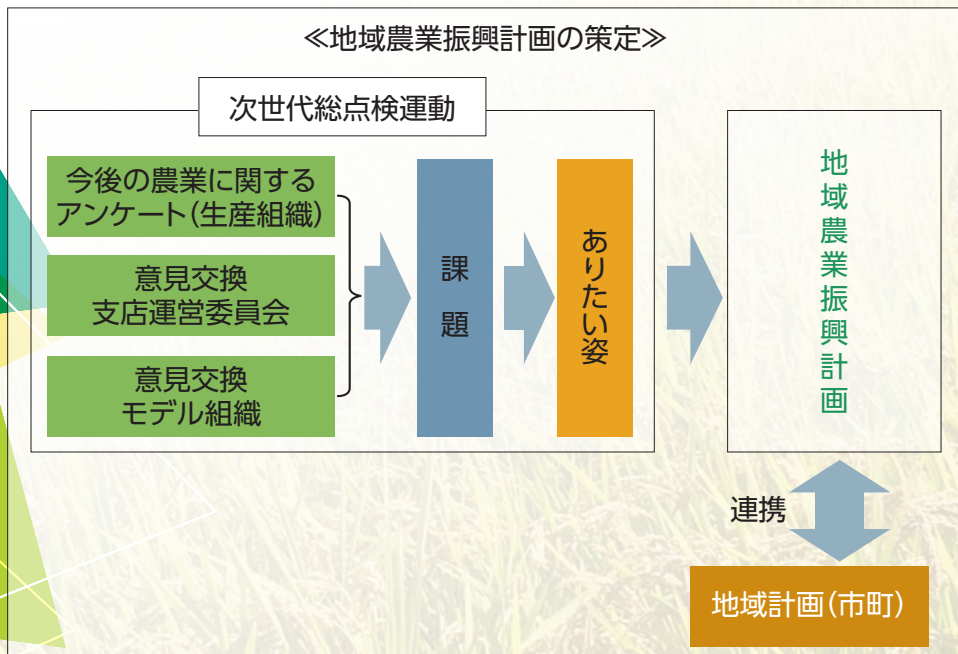 ≪地域農業振興計画の策定≫
次世代総点検運動
今後の農業に関する
アンケート(生産組織)
意見交換
支店運営委員会
意見交換
モデル組織
課題
ありたい姿
地域農業振興計画
連携
地域計画(市町)